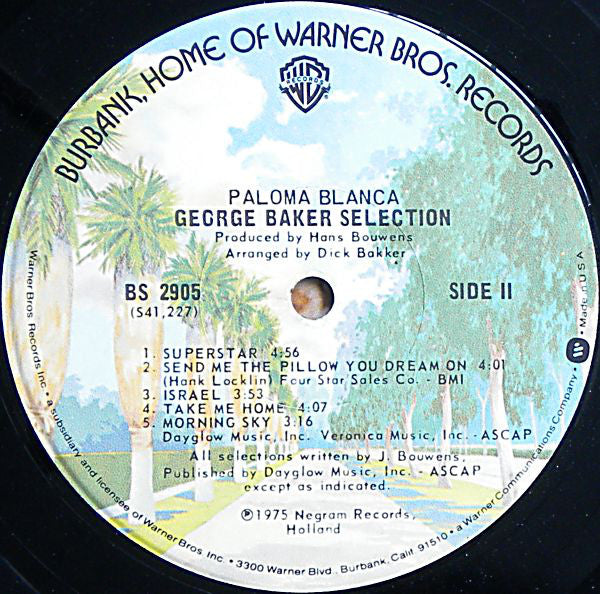 BURBANK, HOME OF WARNER BROS. RECORDS
W
RECORDS
PALOMA BLANCA
GEORGE BAKER SELECTION
Produced by Hans Bouwens
Arranged by Dick Bakker
BS 2905
(S41,227)
SIDE II
1. SUPERSTAR 4:56
2. SEND ME THE PILLOW YOU DREAM ON 4:01
(Hank Locklin) Four Star Sales Co. - BMI
3. ISRAEL 3:53
4. TAKE ME HOME 4:07
5. MORNING SKY 3:16
Dayglow Music, Inc. Veronica Music, Inc. - ASCAP
All selections written by J. Bouwens.
Published by Dayglow Music, Inc. - ASCAP
except as indicated.
℗1975 Negram Records,
Holland
Warner Bros. Records Inc. • a subsidiary and licensee of Warner Bros. Inc. • 3300 Warner Blvd., Burbank, Calif. 91510 • a Warner Communications Company. • W • Made in U S A